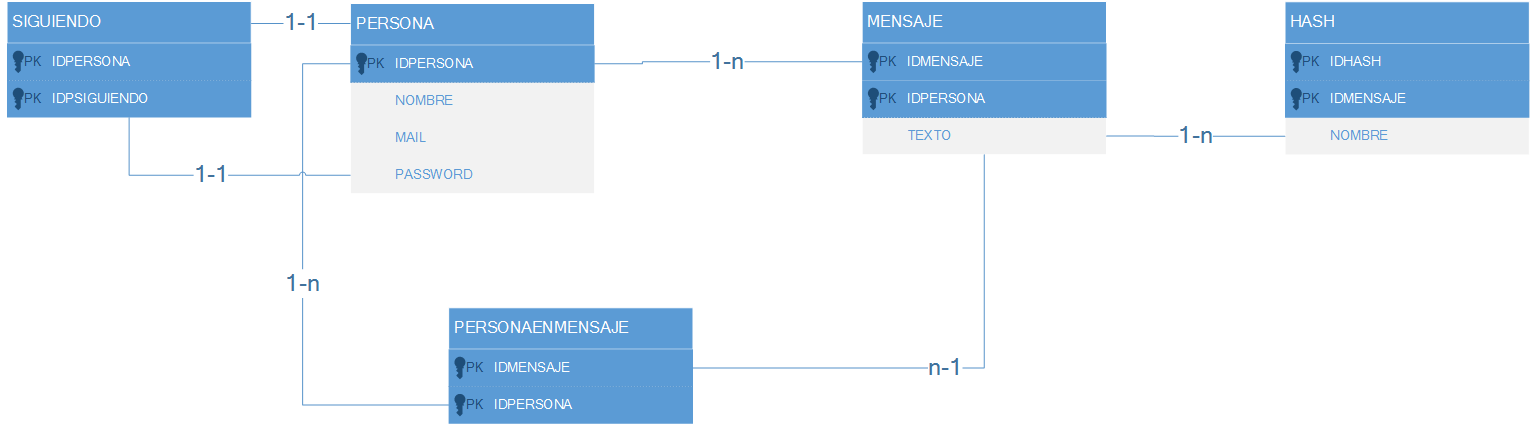 SIGUIENDO
PK IDPERSONA
PK IDPSIGUIENDO
1-1
1-1
PERSONA
PK IDPERSONA
NOMBRE
MAIL
PASSWORD
1-n
MENSAJE
PK IDMENSAJE
PK IDPERSONA
TEXTO
1-n
HASH
PK IDHASH
PK IDMENSAJE
NOMBRE
1-n
PERSONAENMENSAJE
PK IDMENSAJE
PK IDPERSONA
n-1